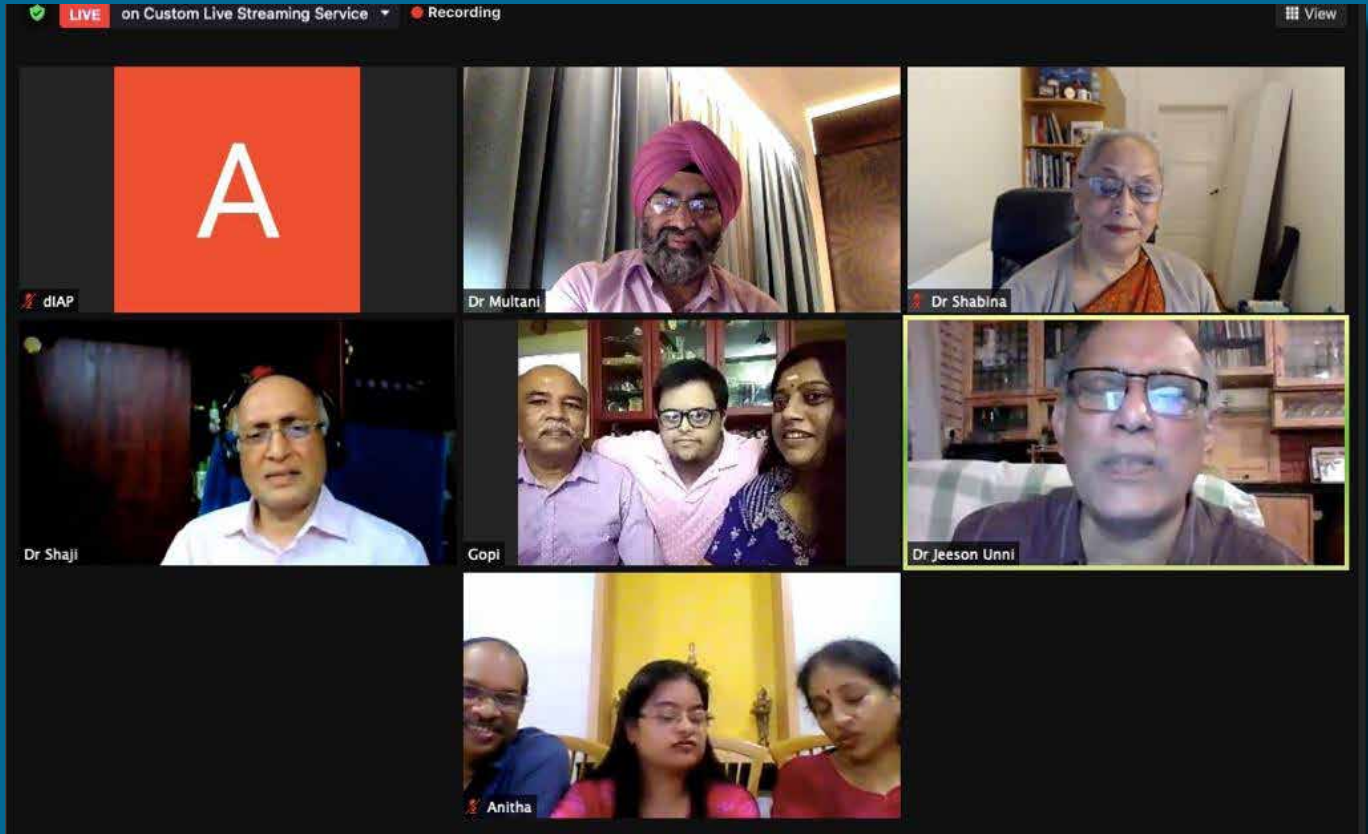 LIVE on Custom Live Streaming Service Recording View
A
dIAP
Dr Multani
Dr Shabina
Dr Shaji
Gopi
Dr Jeeson Unni
Anitha